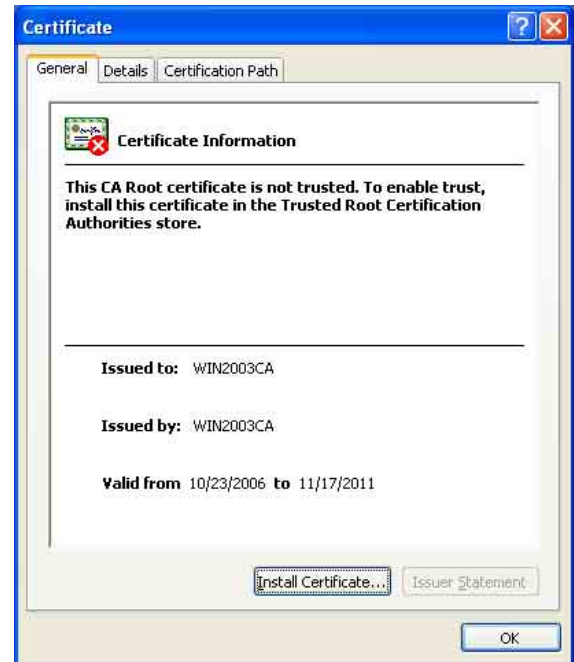 Certificate
General Details Certification Path
Certificate Information
This CA Root certificate is not trusted. To enable trust,
install this certificate in the Trusted Root Certification
Authorities store.
Issued to: WIN2003CA
Issued by: WIN2003CA
Valid from 10/23/2006 to 11/17/2011
Install Certificate... Issuer Statement
OK